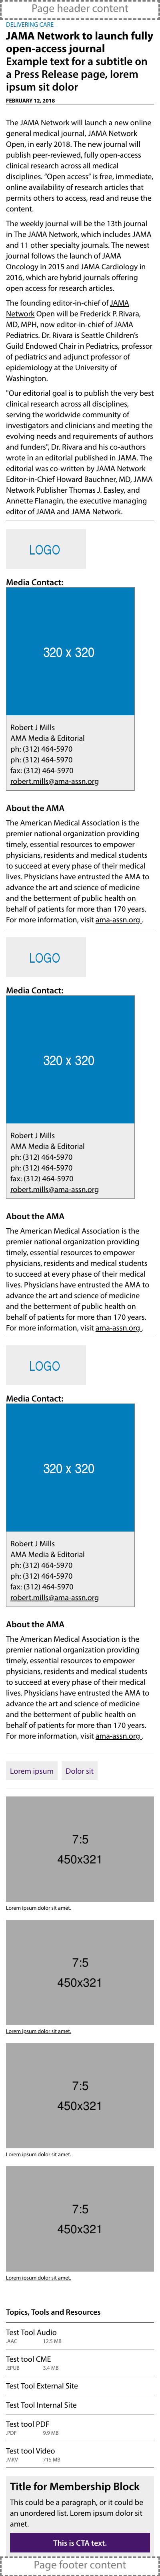 Page header content
DELIVERING CARE
JAMA Network to launch fully
open-access journal
Example text for a subtitle on
a Press Release page, lorem
ipsum sit dolor
FEBRUARY 12, 2018
The JAMA Network will launch a new online
general medical journal, JAMA Network
Open, in early 2018. The new journal will
publish peer-reviewed, fully open-access
clinical research across all medical
disciplines. “Open access” is free, immediate,
online availability of research articles that
permits others to access, read and reuse the
content.
The weekly journal will be the 13th journal
in The JAMA Network, which includes JAMA
and 11 other specialty journals. The newest
journal follows the launch of JAMA
Oncology in 2015 and JAMA Cardiology in
2016, which are hybrid journals offering
open access for research articles.
The founding editor-in-chief of JAMA
Network Open will be Frederick P. Rivara,
MD, MPH, now editor-in-chief of JAMA
Pediatrics. Dr. Rivara is Seattle Children’s
Guild Endowed Chair in Pediatrics, professor
of pediatrics and adjunct professor of
epidemiology at the University of
Washington.
"Our editorial goal is to publish the very best
clinical research across all disciplines,
serving the worldwide community of
investigators and clinicians and meeting the
evolving needs and requirements of authors
and funders”, Dr. Rivara and his co-authors
wrote in an editorial published in JAMA. The
editorial was co-written by JAMA Network
Editor-in-Chief Howard Bauchner, MD, JAMA
Network Publisher Thomas J. Easley, and
Annette Flanagin, the executive managing
editor of JAMA and JAMA Network.
LOGO
Media Contact:
320 x 320
Robert J Mills
AMA Media & Editorial
ph: (312) 464-5970
ph: (312) 464-5970
fax: (312) 464-5970
robert.mills@ama-assn.org
About the AMA
The American Medical Association is the
premier national organization providing
timely, essential resources to empower
physicians, residents and medical students
to succeed at every phase of their medical
lives. Physicians have entrusted the AMA to
advance the art and science of medicine
and the betterment of public health on
behalf of patients for more than 170 years.
For more information, visit ama-assn.org .
LOGO
Media Contact:
320 x 320
Robert J Mills
AMA Media & Editorial
ph: (312) 464-5970
ph: (312) 464-5970
fax: (312) 464-5970
robert.mills@ama-assn.org
About the AMA
The American Medical Association is the
premier national organization providing
timely, essential resources to empower
physicians, residents and medical students
to succeed at every phase of their medical
lives. Physicians have entrusted the AMA to
advance the art and science of medicine
and the betterment of public health on
behalf of patients for more than 170 years.
For more information, visit ama-assn.org .
LOGO
Media Contact:
320 x 320
Robert J Mills
AMA Media & Editorial
ph: (312) 464-5970
ph: (312) 464-5970
fax: (312) 464-5970
robert.mills@ama-assn.org
About the AMA
The American Medical Association is the
premier national organization providing
timely, essential resources to empower
physicians, residents and medical students
to succeed at every phase of their medical
lives. Physicians have entrusted the AMA to
advance the art and science of medicine
and the betterment of public health on
behalf of patients for more than 170 years.
For more information, visit ama-assn.org .
Lorem ipsum Dolor sit
7:5
450x321
Lorem ipsum dolor sit amet.
7:5
450x321
Lorem ipsum dolor sit amet.
7:5
450x321
Lorem ipsum dolor sit amet.
7:5
450x321
Lorem ipsum dolor sit amet.
Topics, Tools and Resources
Test Tool Audio
.AAC 12.5 MB
Test tool CME
.EPUB 3.4 MB
Test Tool External Site
Test Tool Internal Site
Test tool PDF
.PDF 9.9 MB
Test tool Video
.MKV 715 MB
Title for Membership Block
This could be a paragraph, or it could be
an unordered list. Lorem ipsum dolor sit
amet.
This is CTA text.
Page footer content